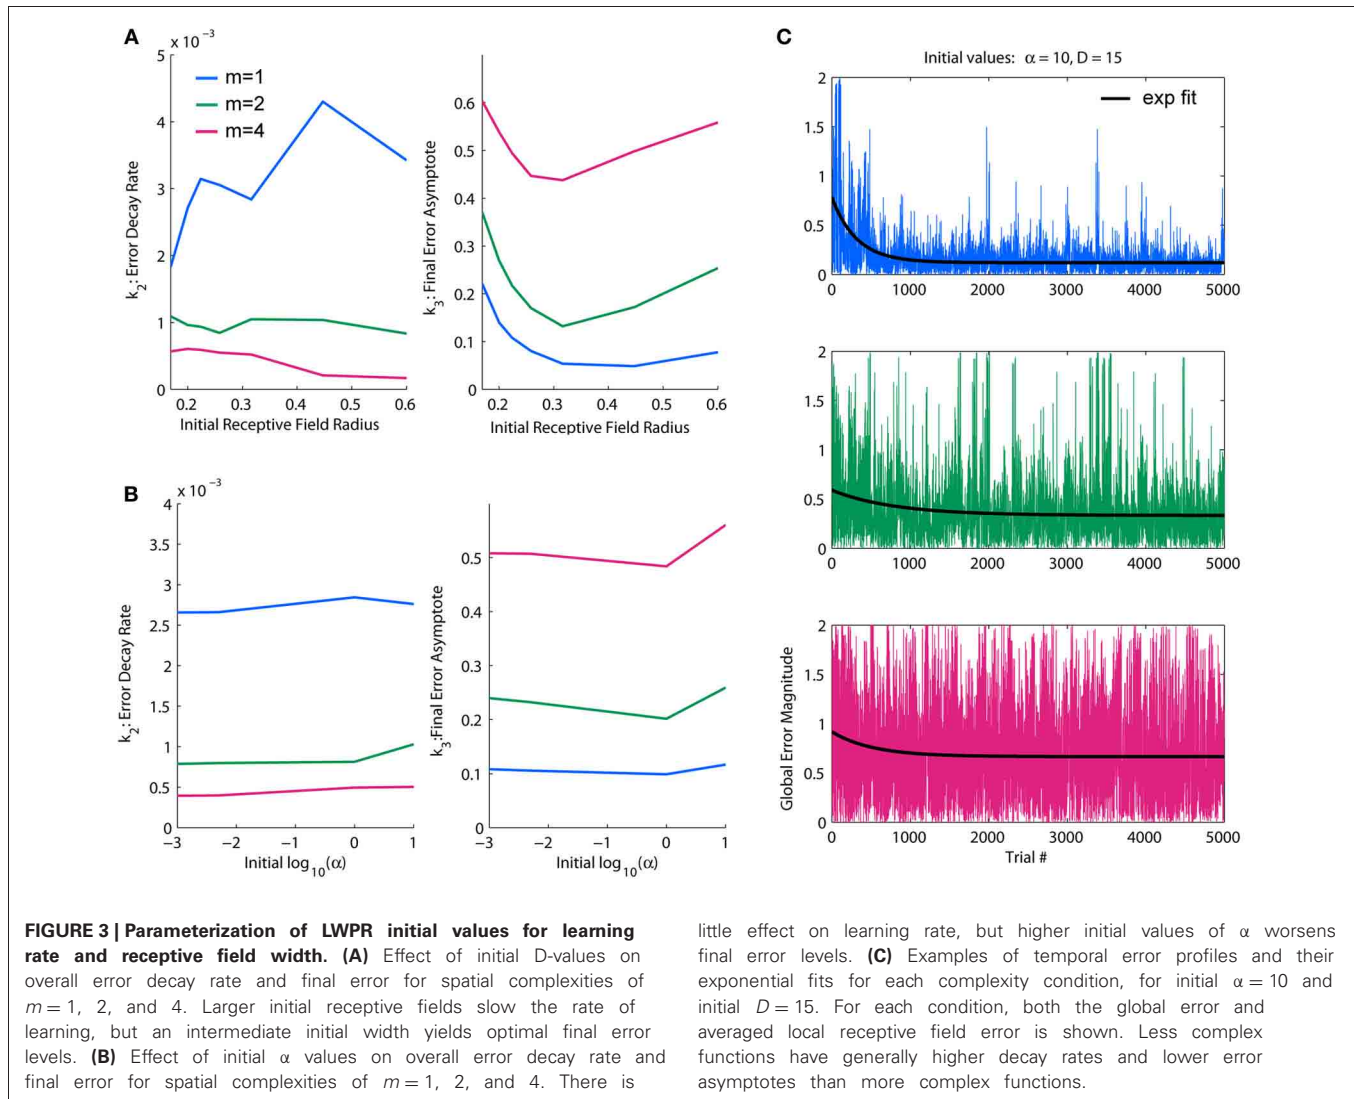 A
x 10⁻³
5
4
3
2
1
0
m=1
m=2
m=4
k₂: Error Decay Rate
0.2 0.3 0.4 0.5 0.6
Initial Receptive Field Radius
0.6
0.5
0.4
0.3
0.2
0.1
0
k₃: Final Error Asymptote
0.2 0.3 0.4 0.5 0.6
Initial Receptive Field Radius
B
x 10⁻³
4
3.5
3
2.5
2
1.5
1
0.5
0
k₂: Error Decay Rate
−3 −2 −1 0 1
Initial log₁₀(α)
0.5
0.4
0.3
0.2
0.1
0
k₃:Final Error Asymptote
−3 −2 −1 0 1
Initial log₁₀(α)
C
Initial values: α = 10, D = 15
2
1.5
1
0.5
0
exp fit
0 1000 2000 3000 4000 5000
2
1.5
1
0.5
0
0 1000 2000 3000 4000 5000
2
1.5
1
0.5
0
Global Error Magnitude
0 1000 2000 3000 4000 5000
Trial #
FIGURE 3 | Parameterization of LWPR initial values for learning
rate and receptive field width. (A) Effect of initial D-values on
overall error decay rate and final error for spatial complexities of
m = 1, 2, and 4. Larger initial receptive fields slow the rate of
learning, but an intermediate initial width yields optimal final error
levels. (B) Effect of initial α values on overall error decay rate and
final error for spatial complexities of m = 1, 2, and 4. There is
little effect on learning rate, but higher initial values of α worsens
final error levels. (C) Examples of temporal error profiles and their
exponential fits for each complexity condition, for initial α = 10 and
initial D = 15. For each condition, both the global error and
averaged local receptive field error is shown. Less complex
functions have generally higher decay rates and lower error
asymptotes than more complex functions.